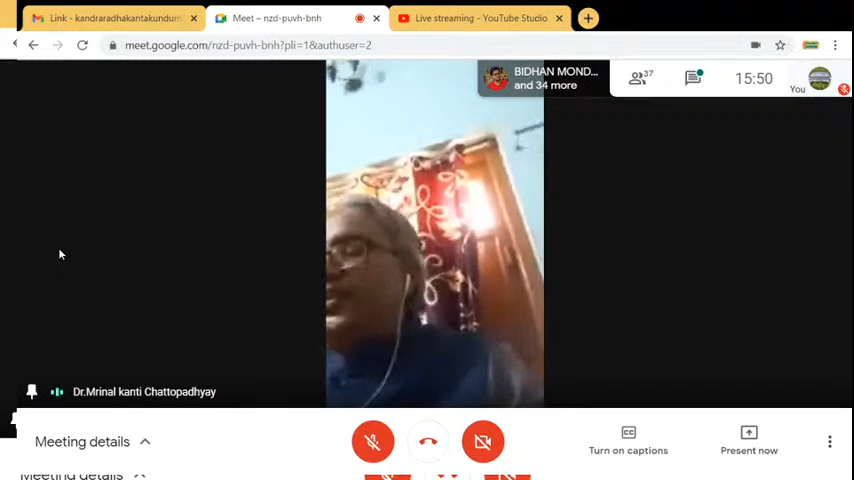 Link - kandraradhakantakundum
Meet – nzd-puvh-bnh
Live streaming - YouTube Studio
meet.google.com/nzd-puvh-bnh?pli=1&authuser=2
BIDHAN MOND...
and 34 more
37
15:50
You
Dr.Mrinal kanti Chattopadhyay
Meeting details
CC
Turn on captions
Present now
Meeting details